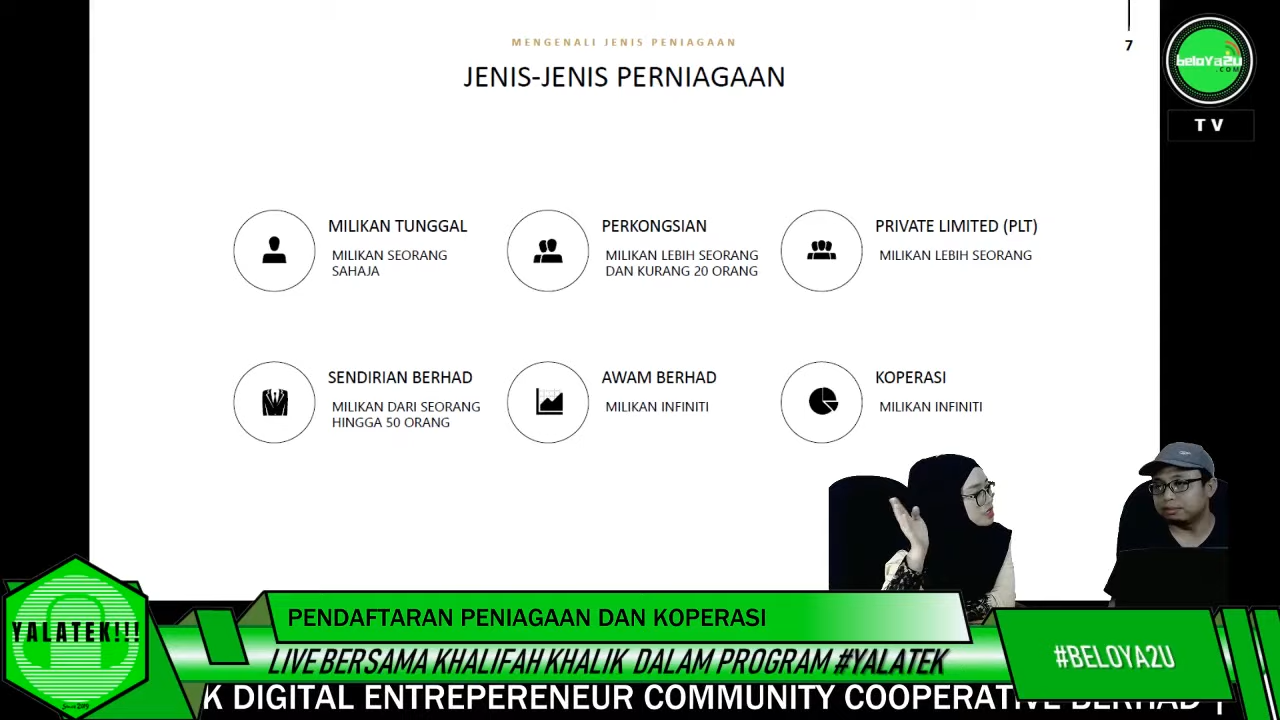 MENGENALI JENIS PENIAGAAN
7
JENIS-JENIS PERNIAGAAN
beloYa2u
.COM
TV
MILIKAN TUNGGAL
MILIKAN SEORANG
SAHAJA
PERKONGSIAN
MILIKAN LEBIH SEORANG
DAN KURANG 20 ORANG
PRIVATE LIMITED (PLT)
MILIKAN LEBIH SEORANG
SENDIRIAN BERHAD
MILIKAN DARI SEORANG
HINGGA 50 ORANG
AWAM BERHAD
MILIKAN INFINITI
KOPERASI
MILIKAN INFINITI
YALATEK!!!
Since 2019
PENDAFTARAN PENIAGAAN DAN KOPERASI
LIVE BERSAMA KHALIFAH KHALIK DALAM PROGRAM #YALATEK
#BELOYA2U
K DIGITAL ENTREPERENEUR COMMUNITY COOPERATIVE BERHAD |